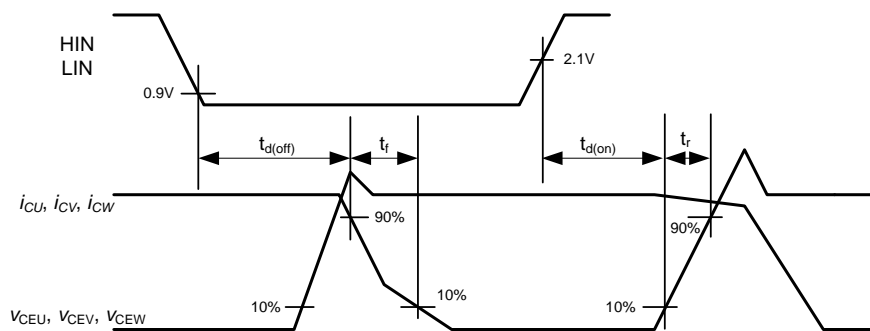 HIN
LIN
2.1V
0.9V
td(off)
tf
td(on)
tr
iCU, iCV, iCW
90%
90%
10%
10%
10%
vCEU, vCEV, vCEW